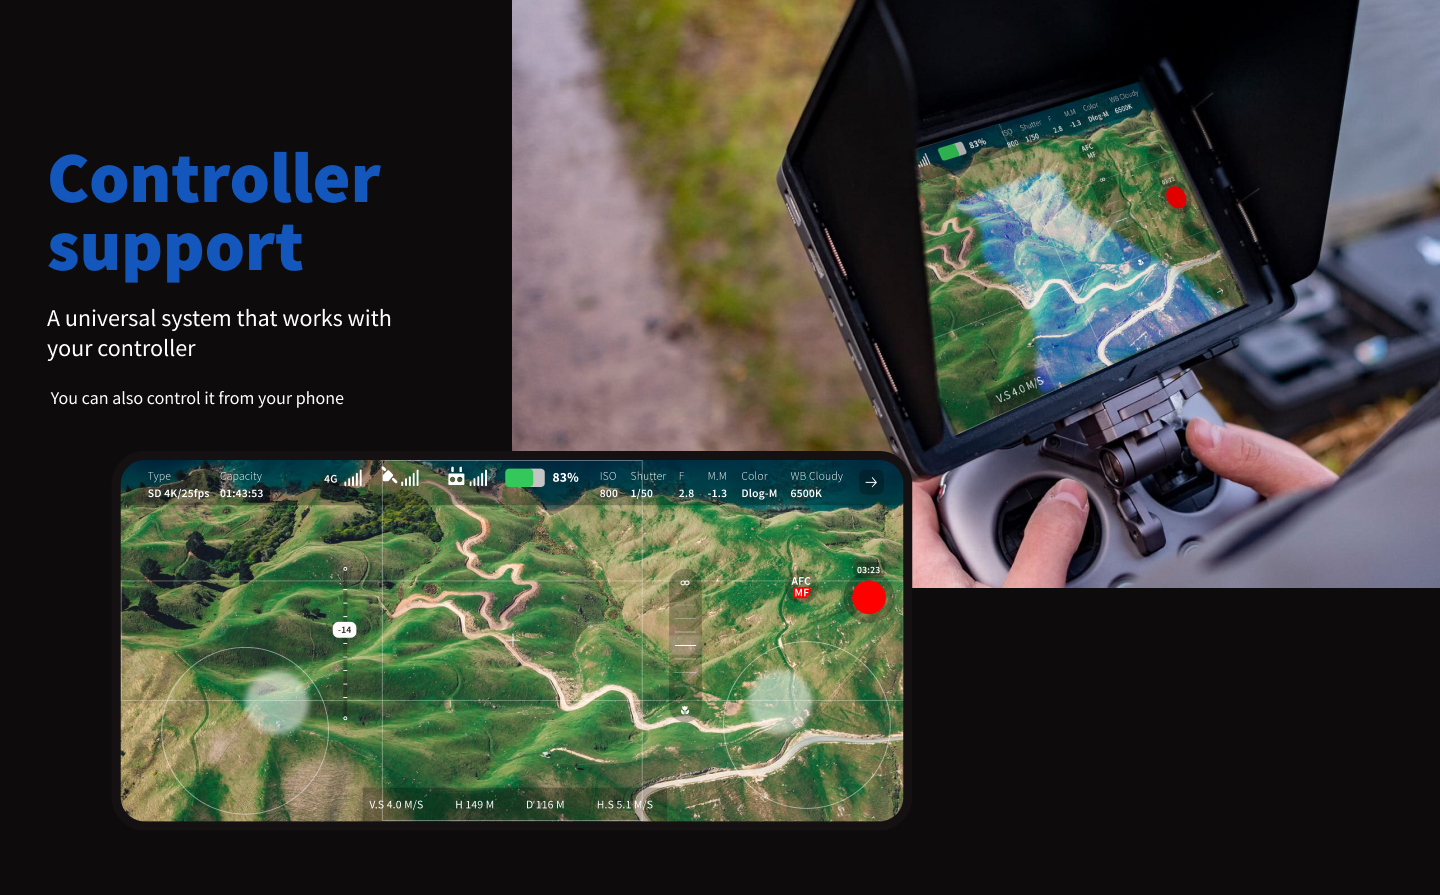 Controller
support
A universal system that works with
your controller
You can also control it from your phone
83%
ISO Shutter F M.M Color WB Cloudy
800 1/50 2.8 -1.3 Dlog-M 6500K
AFC
MF
03:23
V.S 4.0 M/S
Type Capacity
SD 4K/25fps 01:43:53
4G 83%
ISO Shutter F M.M Color WB Cloudy
800 1/50 2.8 -1.3 Dlog-M 6500K
03:23
AFC
MF
-14
V.S 4.0 M/S H 149 M D 116 M H.S 5.1 M/S